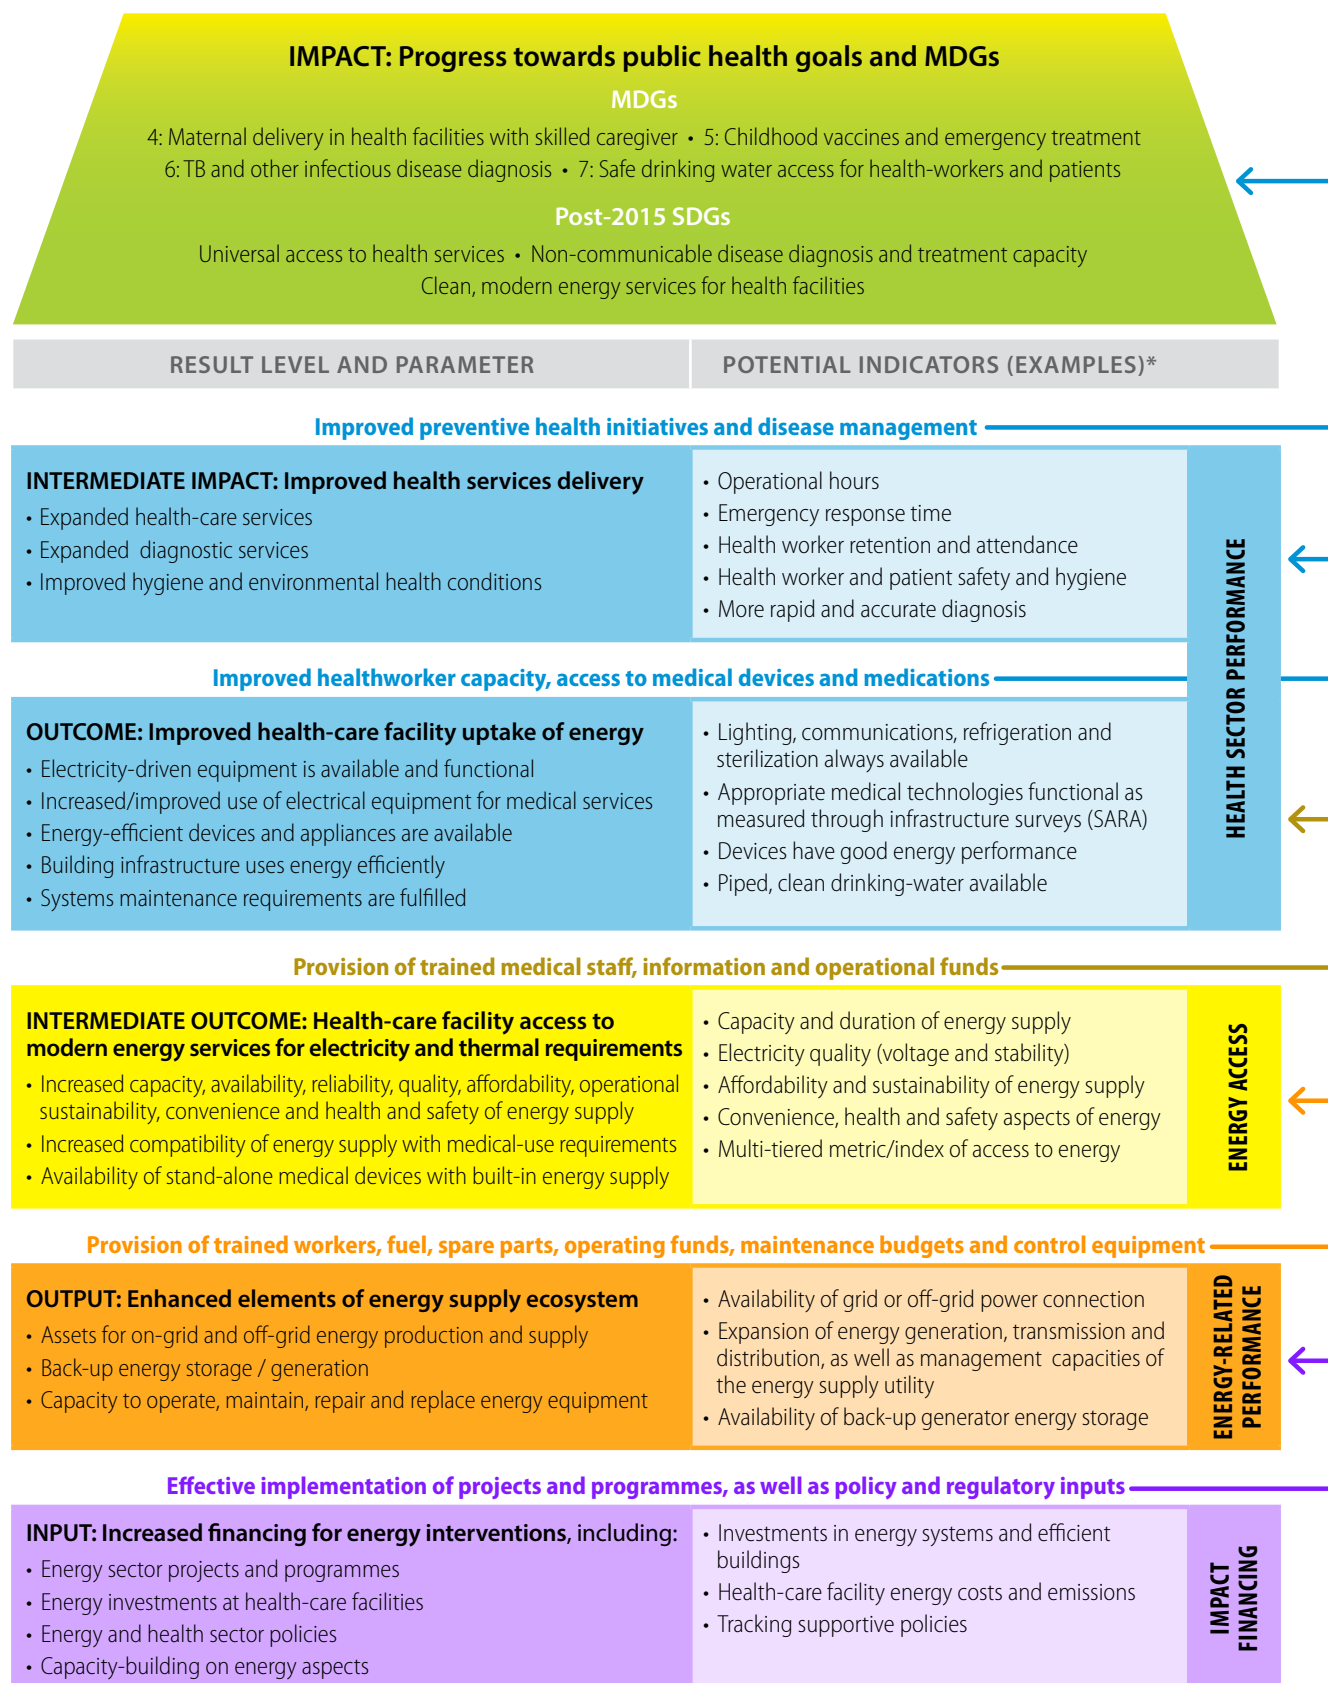 IMPACT: Progress towards public health goals and MDGs
MDGs
4: Maternal delivery in health facilities with skilled caregiver • 5: Childhood vaccines and emergency treatment
6: TB and other infectious disease diagnosis • 7: Safe drinking water access for health-workers and patients
Post-2015 SDGs
Universal access to health services • Non-communicable disease diagnosis and treatment capacity
Clean, modern energy services for health facilities
RESULT LEVEL AND PARAMETER
POTENTIAL INDICATORS (EXAMPLES)*
Improved preventive health initiatives and disease management
INTERMEDIATE IMPACT: Improved health services delivery
• Expanded health-care services
• Expanded diagnostic services
• Improved hygiene and environmental health conditions
• Operational hours
• Emergency response time
• Health worker retention and attendance
• Health worker and patient safety and hygiene
• More rapid and accurate diagnosis
HEALTH SECTOR PERFORMANCE
Improved healthworker capacity, access to medical devices and medications
OUTCOME: Improved health-care facility uptake of energy
• Electricity-driven equipment is available and functional
• Increased/improved use of electrical equipment for medical services
• Energy-efficient devices and appliances are available
• Building infrastructure uses energy efficiently
• Systems maintenance requirements are fulfilled
• Lighting, communications, refrigeration and
sterilization always available
• Appropriate medical technologies functional as
measured through infrastructure surveys (SARA)
• Devices have good energy performance
• Piped, clean drinking-water available
Provision of trained medical staff, information and operational funds
INTERMEDIATE OUTCOME: Health-care facility access to
modern energy services for electricity and thermal requirements
• Increased capacity, availability, reliability, quality, affordability, operational
sustainability, convenience and health and safety of energy supply
• Increased compatibility of energy supply with medical-use requirements
• Availability of stand-alone medical devices with built-in energy supply
• Capacity and duration of energy supply
• Electricity quality (voltage and stability)
• Affordability and sustainability of energy supply
• Convenience, health and safety aspects of energy
• Multi-tiered metric/index of access to energy
ENERGY ACCESS
Provision of trained workers, fuel, spare parts, operating funds, maintenance budgets and control equipment
OUTPUT: Enhanced elements of energy supply ecosystem
• Assets for on-grid and off-grid energy production and supply
• Back-up energy storage / generation
• Capacity to operate, maintain, repair and replace energy equipment
• Availability of grid or off-grid power connection
• Expansion of energy generation, transmission and
distribution, as well as management capacities of
the energy supply utility
• Availability of back-up generator energy storage
ENERGY-RELATED
PERFORMANCE
Effective implementation of projects and programmes, as well as policy and regulatory inputs
INPUT: Increased financing for energy interventions, including:
• Energy sector projects and programmes
• Energy investments at health-care facilities
• Energy and health sector policies
• Capacity-building on energy aspects
• Investments in energy systems and efficient
buildings
• Health-care facility energy costs and emissions
• Tracking supportive policies
IMPACT
FINANCING